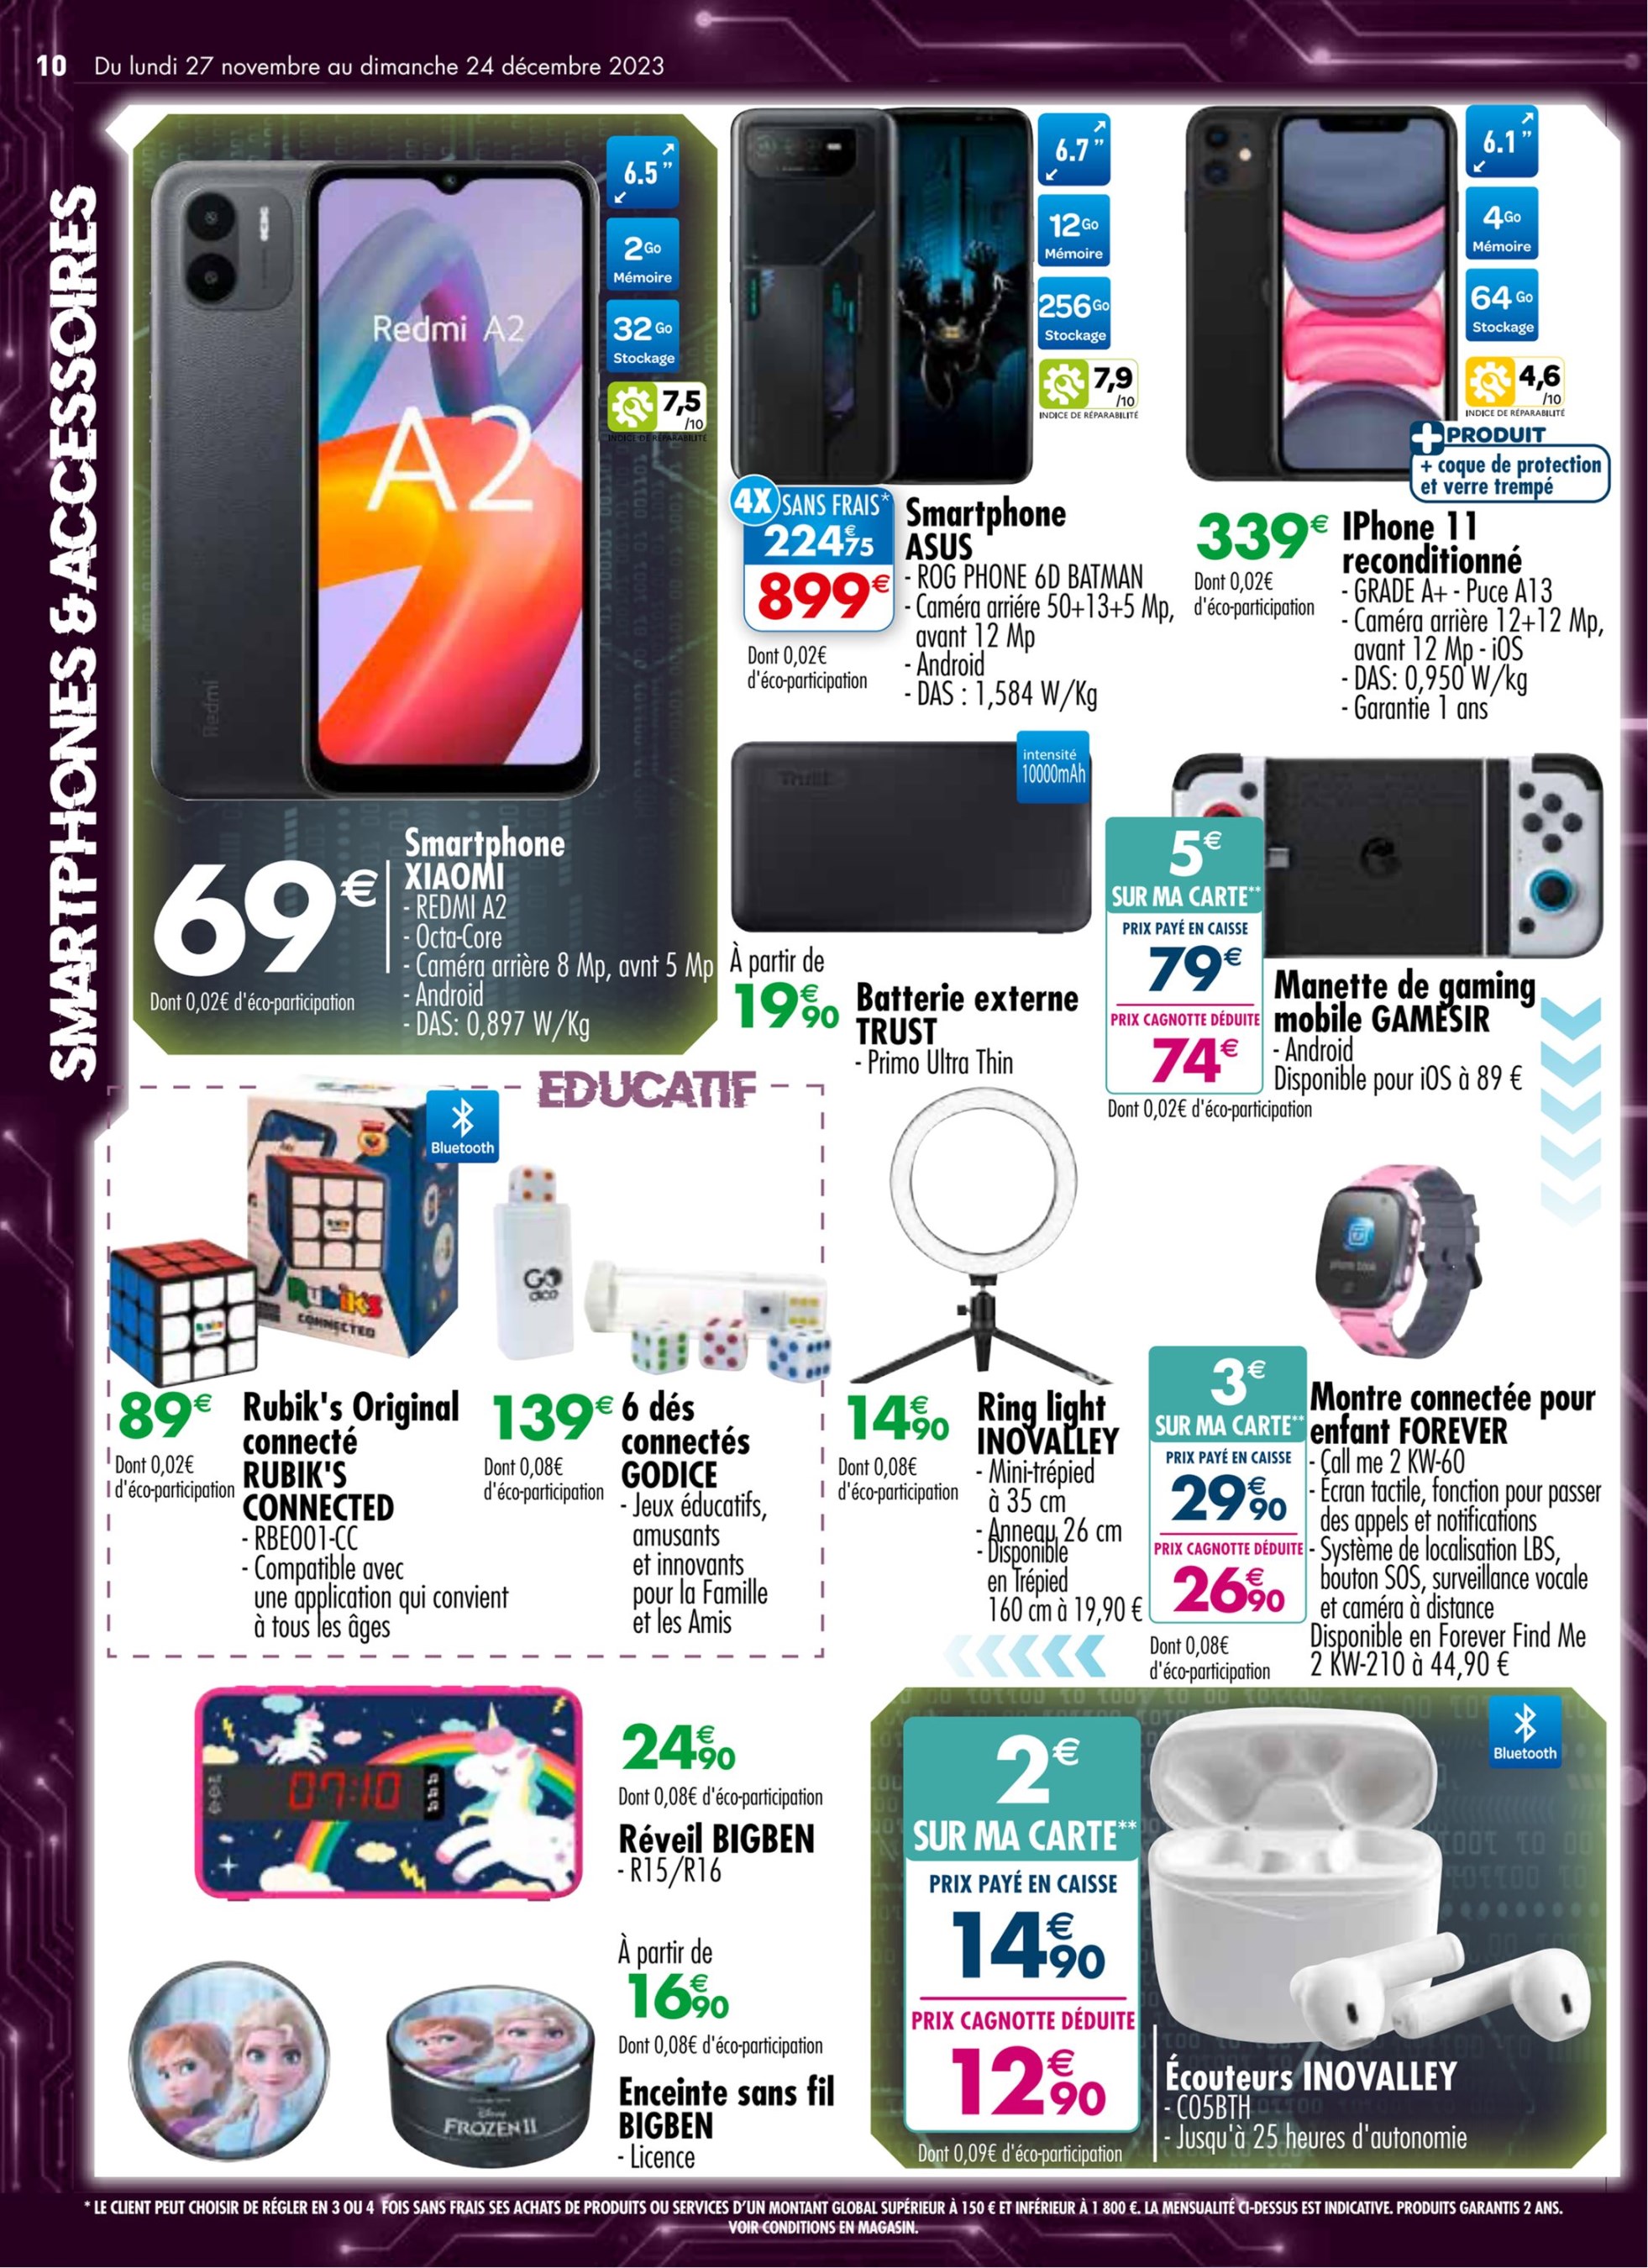 10 Du lundi 27 novembre au dimanche 24 décembre 2023
SMARTPHONES & ACCESSOIRES
Redmi A2
A2
Redmi
6.5"
2Go
Mémoire
32 Go
Stockage
7,5
/10
INDICE DE RÉPARABILITÉ
69€
Dont 0,02€ d'éco-participation
Smartphone
XIAOMI
- REDMI A2
- Octa-Core
- Caméra arrière 8 Mp, avnt 5 Mp
- Android
- DAS: 0,897 W/Kg
6.7"
12Go
Mémoire
256Go
Stockage
7,9
/10
INDICE DE RÉPARABILITÉ
4X SANS FRAIS*
224€75
899€
Dont 0,02€
d'éco-participation
Smartphone
ASUS
- ROG PHONE 6D BATMAN
- Caméra arriére 50+13+5 Mp,
avant 12 Mp
- Android
- DAS : 1,584 W/Kg
6.1"
4Go
Mémoire
64 Go
Stockage
4,6
/10
INDICE DE RÉPARABILITÉ
+PRODUIT
+ coque de protection
et verre trempé
339€
Dont 0,02€
d'éco-participation
IPhone 11
reconditionné
- GRADE A+ - Puce A13
- Caméra arrière 12+12 Mp,
avant 12 Mp - iOS
- DAS: 0,950 W/kg
- Garantie 1 ans
Trust
intensité
10000mAh
À partir de
19€90
Batterie externe
TRUST
- Primo Ultra Thin
5€
SUR MA CARTE**
PRIX PAYÉ EN CAISSE
79€
PRIX CAGNOTTE DÉDUITE
74€
Dont 0,02€ d'éco-participation
Manette de gaming
mobile GAMESIR
- Android
Disponible pour iOS à 89 €
EDUCATIF
Bluetooth
Rubik's
CONNECTED
89€
Dont 0,02€
d'éco-participation
Rubik's Original
connecté
RUBIK'S
CONNECTED
- RBE001-CC
- Compatible avec
une application qui convient
à tous les âges
GO
dice
139€
Dont 0,08€
d'éco-participation
6 dés
connectés
GODICE
- Jeux éducatifs,
amusants
et innovants
pour la Famille
et les Amis
14€90
Dont 0,08€
d'éco-participation
Ring light
INOVALLEY
- Mini-trépied
à 35 cm
- Anneau 26 cm
- Disponible
en Trépied
160 cm à 19,90 €
phone book
3€
SUR MA CARTE**
PRIX PAYÉ EN CAISSE
29€90
PRIX CAGNOTTE DÉDUITE
26€90
Dont 0,08€
d'éco-participation
Montre connectée pour
enfant FOREVER
- Call me 2 KW-60
- Écran tactile, fonction pour passer
des appels et notifications
- Système de localisation LBS,
bouton SOS, surveillance vocale
et caméra à distance
Disponible en Forever Find Me
2 KW-210 à 44,90 €
07:10
24€90
Dont 0,08€ d'éco-participation
Réveil BIGBEN
- R15/R16
Disney
FROZEN II
À partir de
16€90
Dont 0,08€ d'éco-participation
Enceinte sans fil
BIGBEN
- Licence
2€
SUR MA CARTE**
PRIX PAYÉ EN CAISSE
14€90
PRIX CAGNOTTE DÉDUITE
12€90
Dont 0,09€ d'éco-participation
Bluetooth
Écouteurs INOVALLEY
- CO5BTH
- Jusqu'à 25 heures d'autonomie
* LE CLIENT PEUT CHOISIR DE RÉGLER EN 3 OU 4 FOIS SANS FRAIS SES ACHATS DE PRODUITS OU SERVICES D'UN MONTANT GLOBAL SUPÉRIEUR À 150 € ET INFÉRIEUR À 1 800 €. LA MENSUALITÉ CI-DESSUS EST INDICATIVE. PRODUITS GARANTIS 2 ANS.
VOIR CONDITIONS EN MAGASIN.